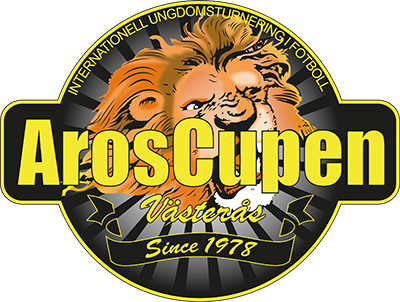 INTERNATIONELL UNGDOMSTURNERING I FOTBOLL
ArosCupen
Västerås
Since 1978